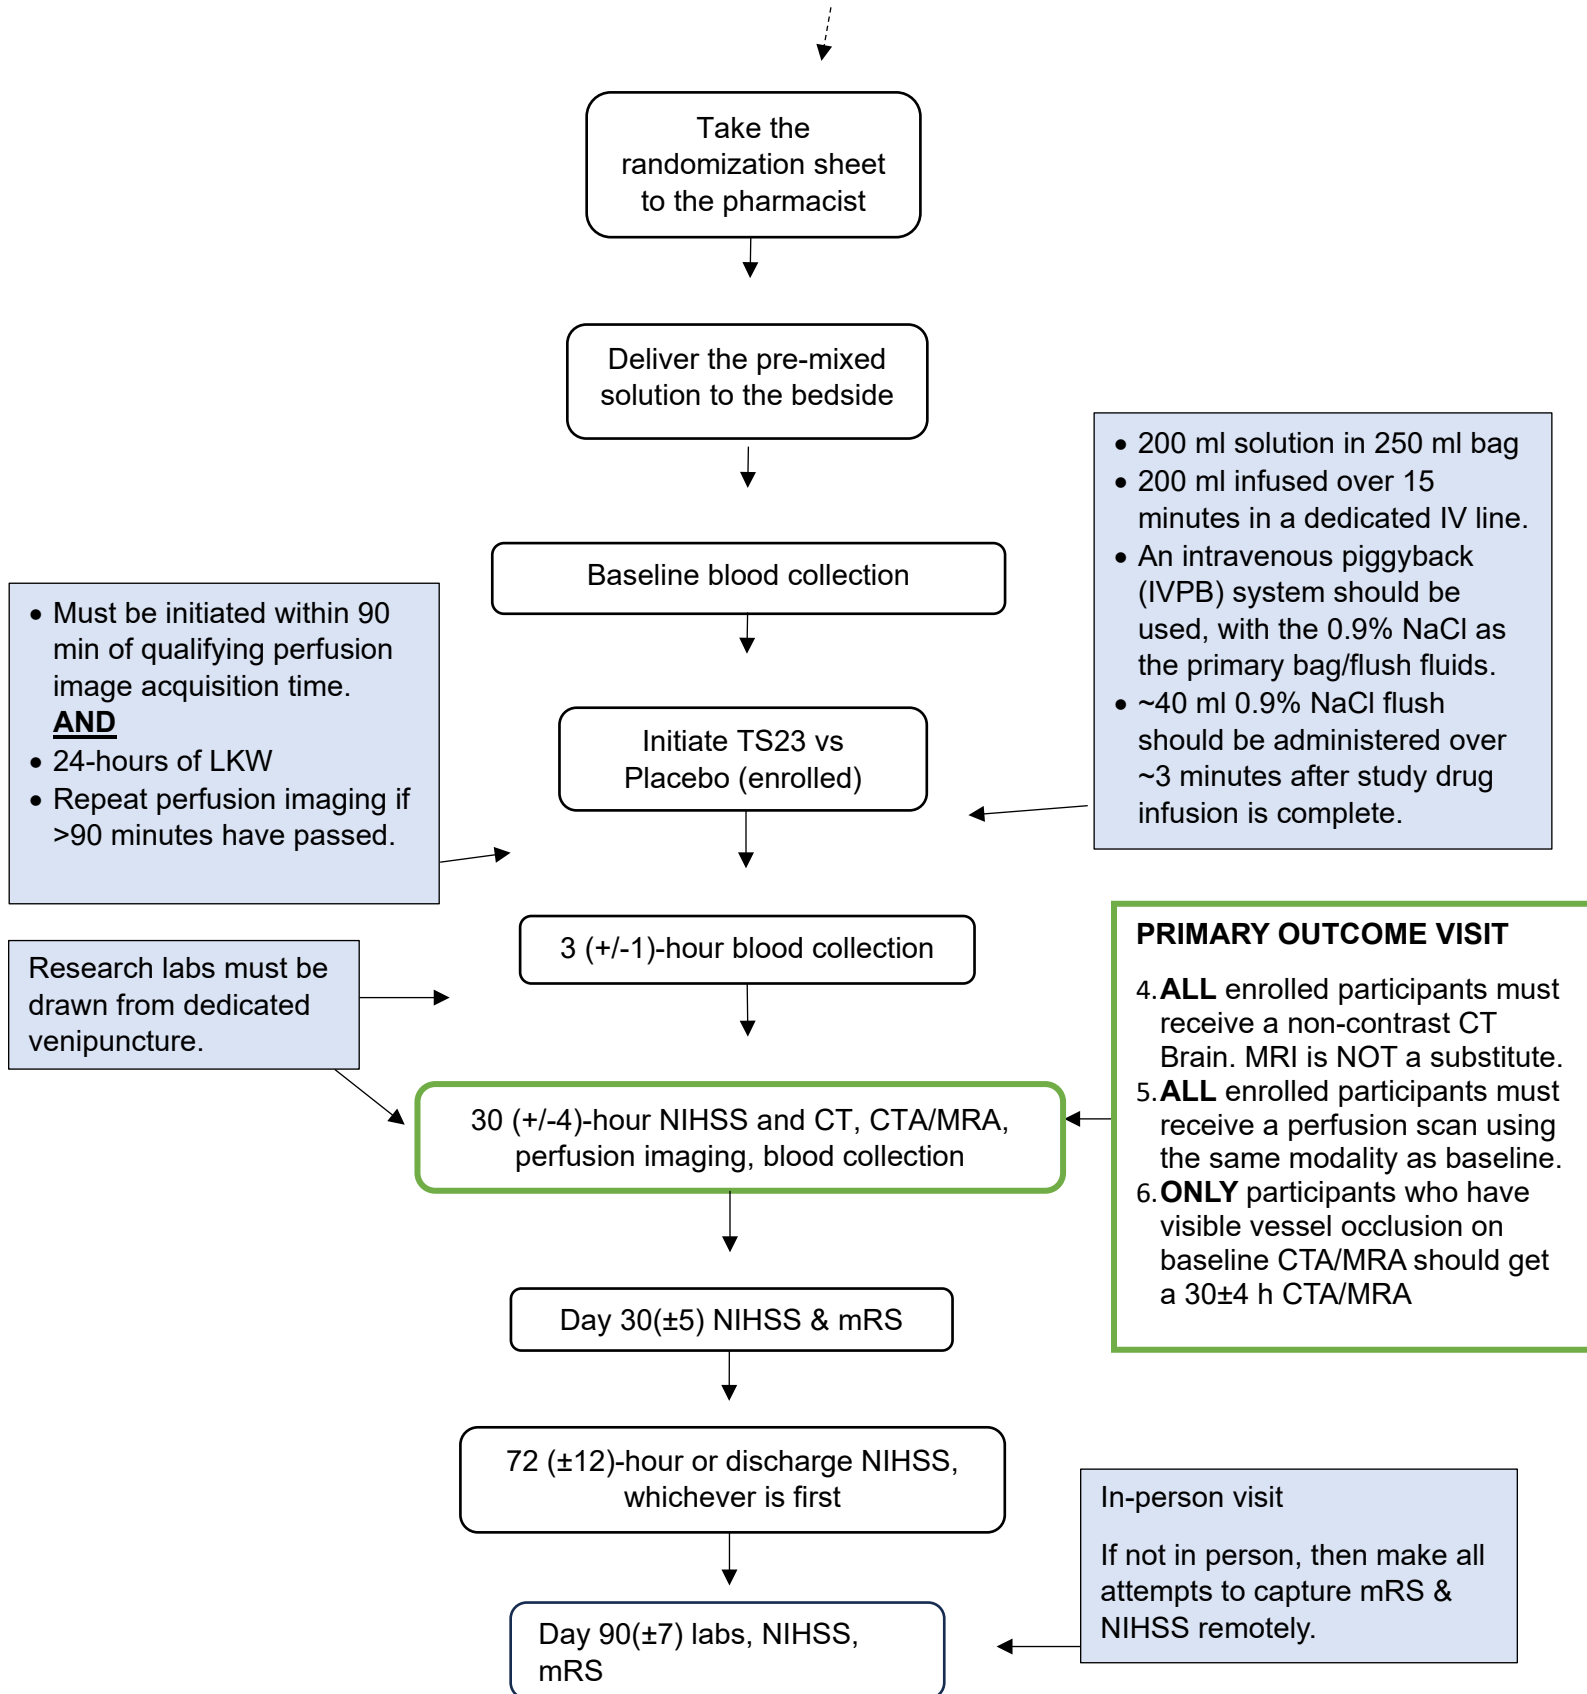 Take the
randomization sheet
to the pharmacist
Deliver the pre-mixed
solution to the bedside
• 200 ml solution in 250 ml bag
• 200 ml infused over 15
minutes in a dedicated IV line.
• An intravenous piggyback
(IVPB) system should be
used, with the 0.9% NaCl as
the primary bag/flush fluids.
• ~40 ml 0.9% NaCl flush
should be administered over
~3 minutes after study drug
infusion is complete.
Baseline blood collection
• Must be initiated within 90
min of qualifying perfusion
image acquisition time.
AND
• 24-hours of LKW
• Repeat perfusion imaging if
>90 minutes have passed.
Initiate TS23 vs
Placebo (enrolled)
3 (+/-1)-hour blood collection
Research labs must be
drawn from dedicated
venipuncture.
PRIMARY OUTCOME VISIT
4. ALL enrolled participants must
receive a non-contrast CT
Brain. MRI is NOT a substitute.
5. ALL enrolled participants must
receive a perfusion scan using
the same modality as baseline.
6. ONLY participants who have
visible vessel occlusion on
baseline CTA/MRA should get
a 30±4 h CTA/MRA
30 (+/-4)-hour NIHSS and CT, CTA/MRA,
perfusion imaging, blood collection
Day 30(±5) NIHSS & mRS
72 (±12)-hour or discharge NIHSS,
whichever is first
In-person visit
If not in person, then make all
attempts to capture mRS &
NIHSS remotely.
Day 90(±7) labs, NIHSS,
mRS